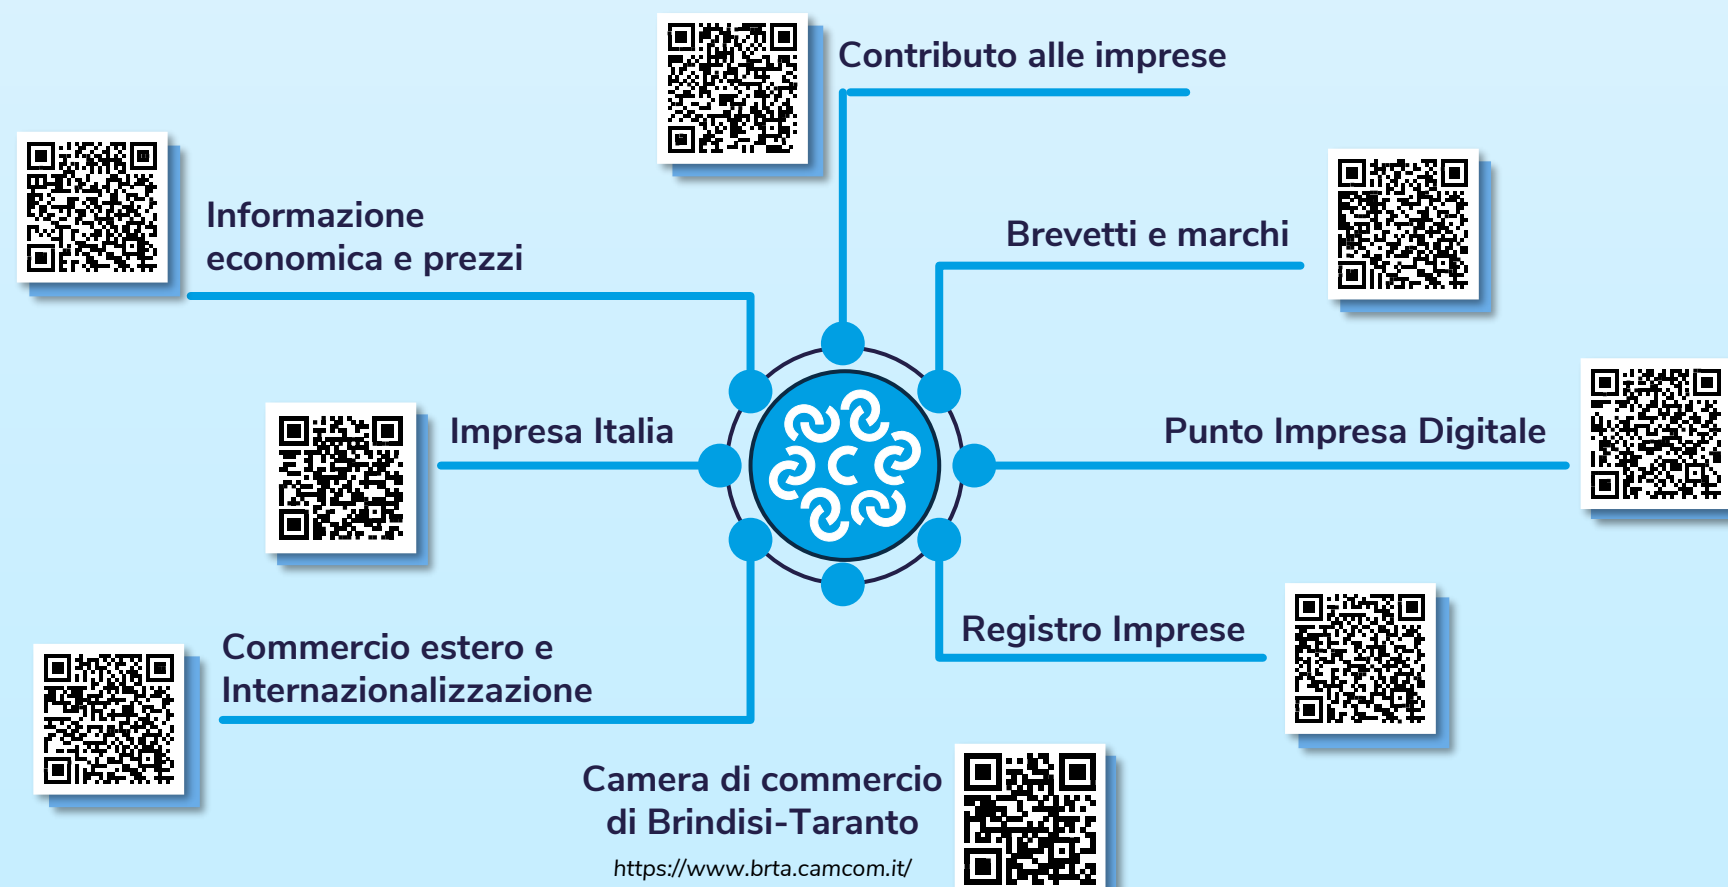 Contributo alle imprese
Informazione
economica e prezzi
Brevetti e marchi
Impresa Italia
Punto Impresa Digitale
Registro Imprese
Commercio estero e
Internazionalizzazione
Camera di commercio
di Brindisi-Taranto
https://www.brta.camcom.it/